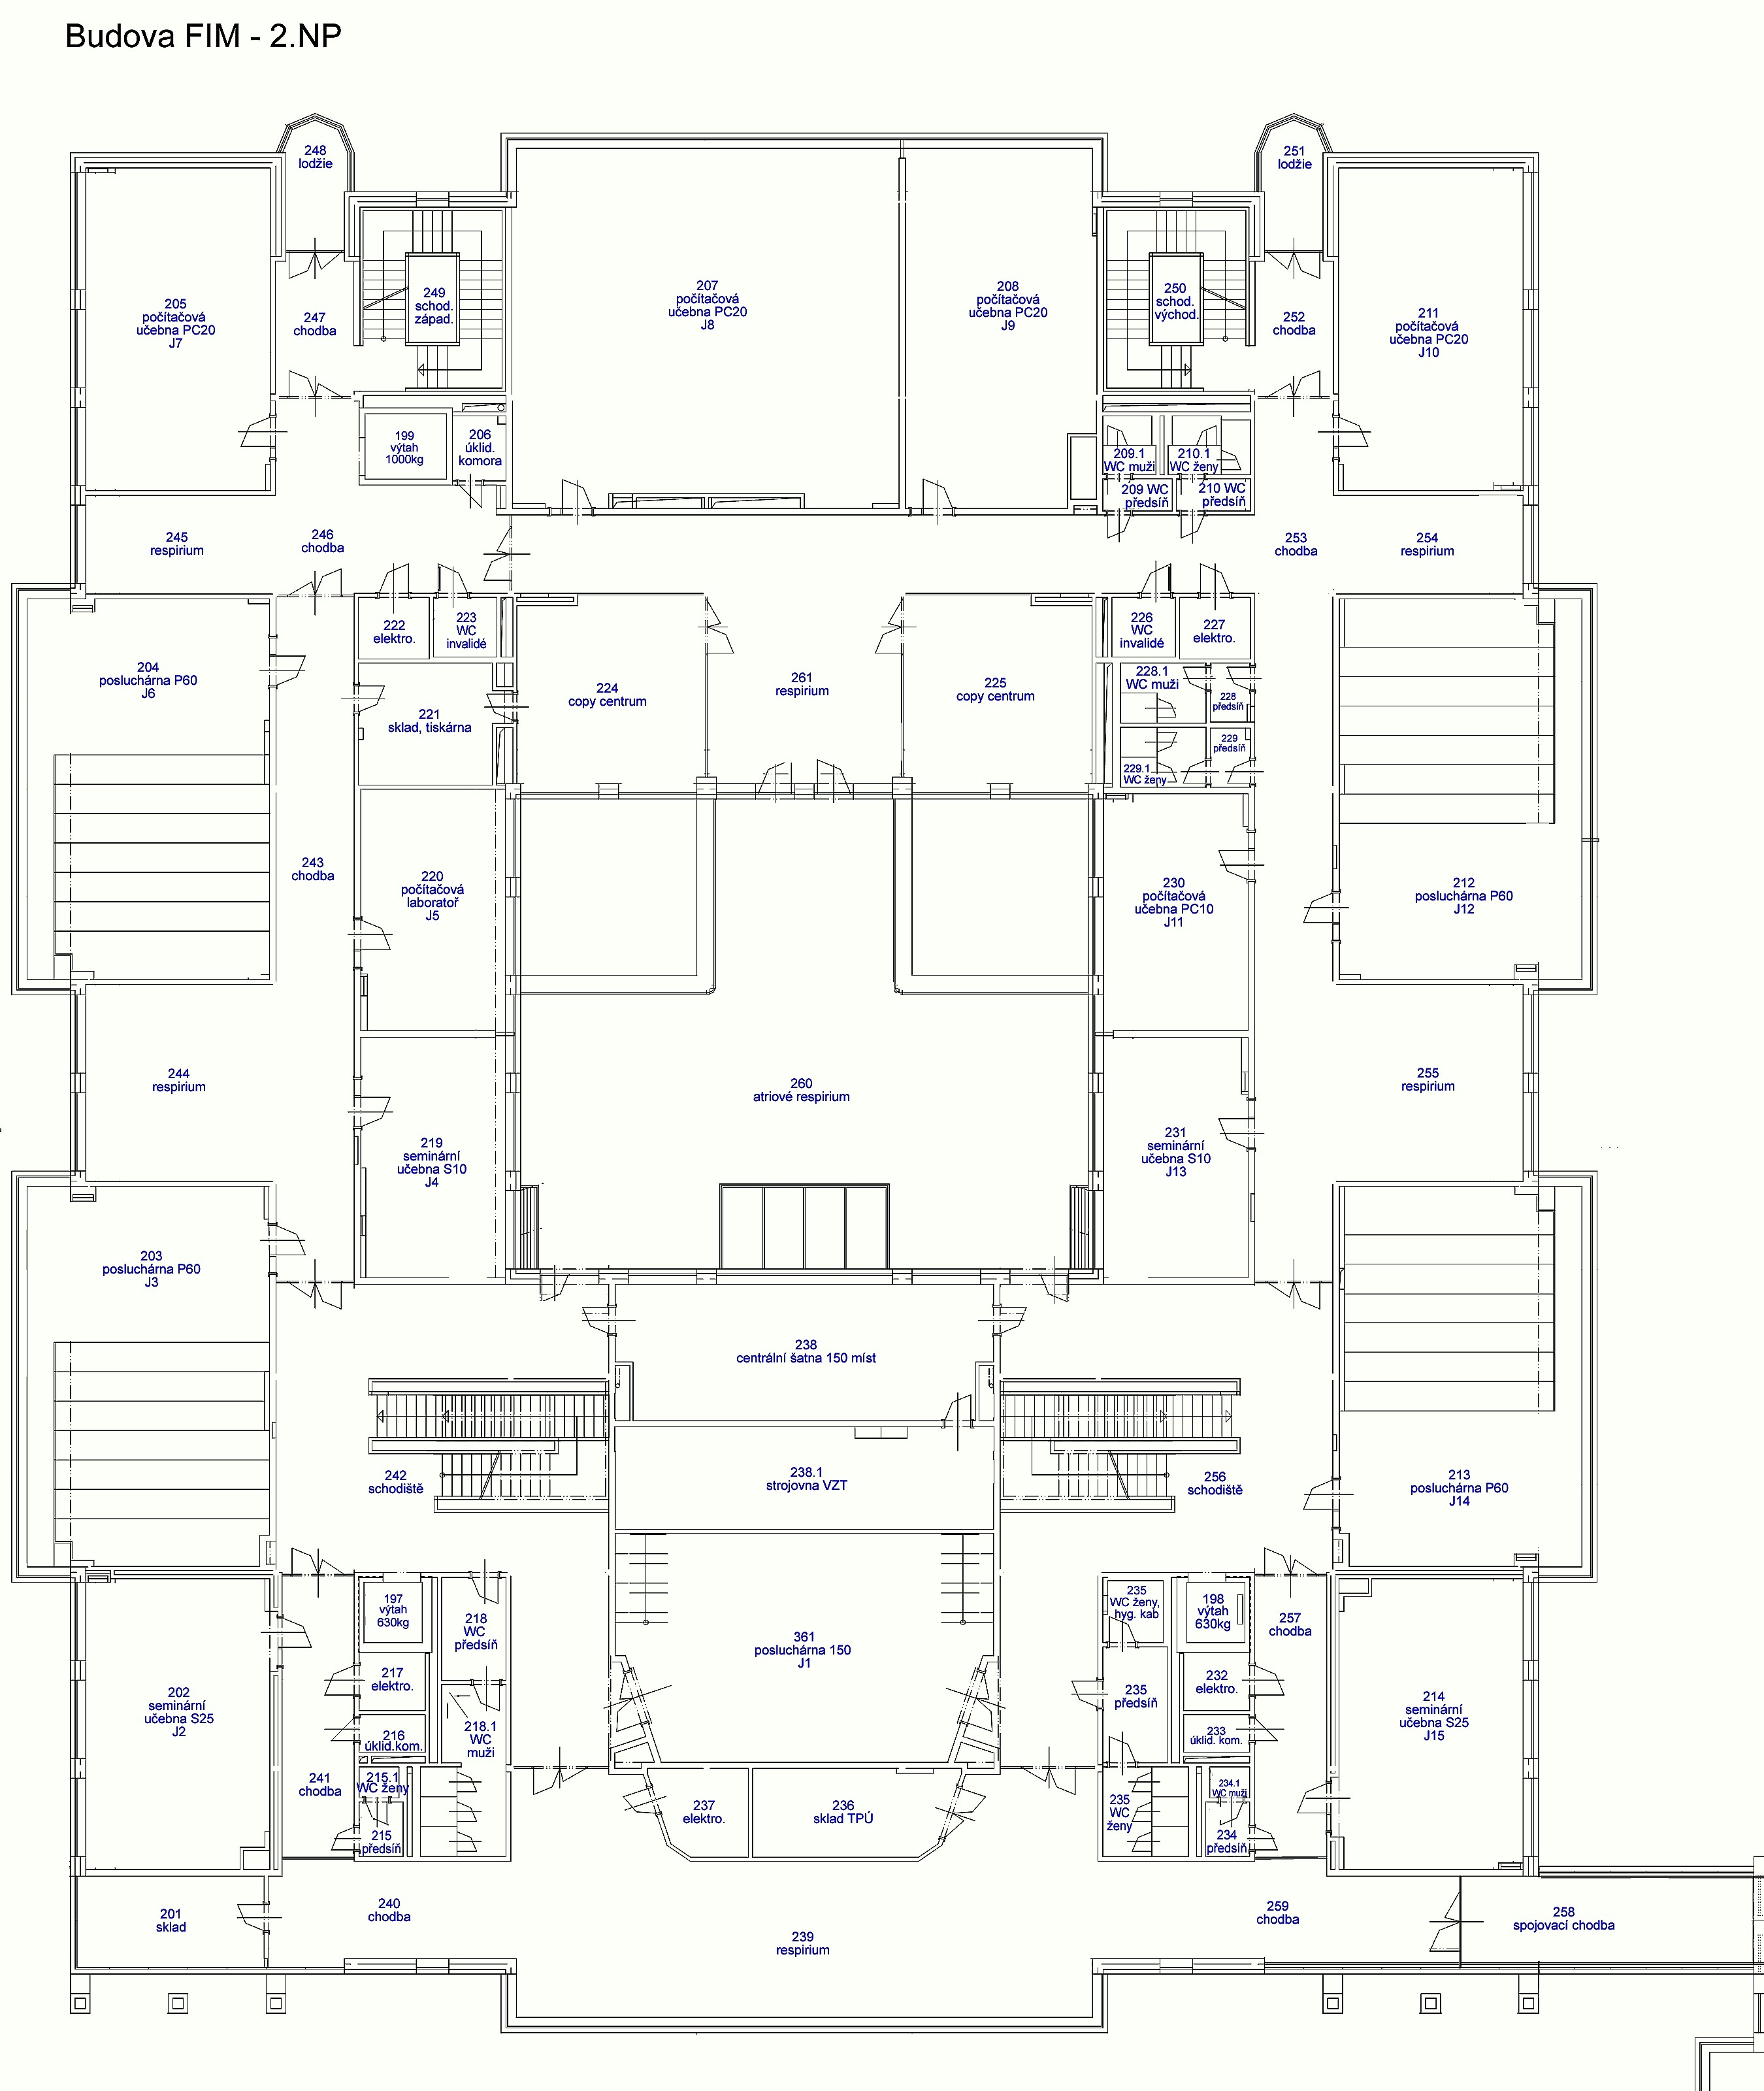 Budova FIM - 2.NP
248
lodžie
251
lodžie
205
počítačová
učebna PC20
J7
247
chodba
249
schod.
západ.
207
počítačová
učebna PC20
J8
208
počítačová
učebna PC20
J9
250
schod.
východ.
252
chodba
211
počítačová
učebna PC20
J10
199
výtah
1000kg
206
úklid.
komora
209.1
WC muži
210.1
WC ženy
209 WC
předsíň
210 WC
předsíň
245
respirium
246
chodba
253
chodba
254
respirium
204
posluchárna P60
J6
222
elektro.
223
WC
invalidé
226
WC
invalidé
227
elektro.
221
sklad, tiskárna
224
copy centrum
261
respirium
225
copy centrum
228.1
WC muži
228
předsíň
229
předsíň
229.1
WC ženy
243
chodba
220
počítačová
laboratoř
J5
230
počítačová
učebna PC10
J11
212
posluchárna P60
J12
244
respirium
260
atriové respirium
255
respirium
219
seminární
učebna S10
J4
231
seminární
učebna S10
J13
203
posluchárna P60
J3
238
centrální šatna 150 míst
242
schodiště
238.1
strojovna VZT
256
schodiště
213
posluchárna P60
J14
197
výtah
630kg
218
WC
předsíň
361
posluchárna 150
J1
235
WC ženy,
hyg. kab
198
výtah
630kg
257
chodba
202
seminární
učebna S25
J2
217
elektro.
235
předsíň
232
elektro.
214
seminární
učebna S25
J15
216
úklid.kom.
218.1
WC
muži
233
úklid. kom.
241
chodba
215.1
WC ženy
215
předsíň
237
elektro.
236
sklad TPÚ
235
WC
ženy
234.1
WC muži
234
předsíň
201
sklad
240
chodba
239
respirium
259
chodba
258
spojovací chodba